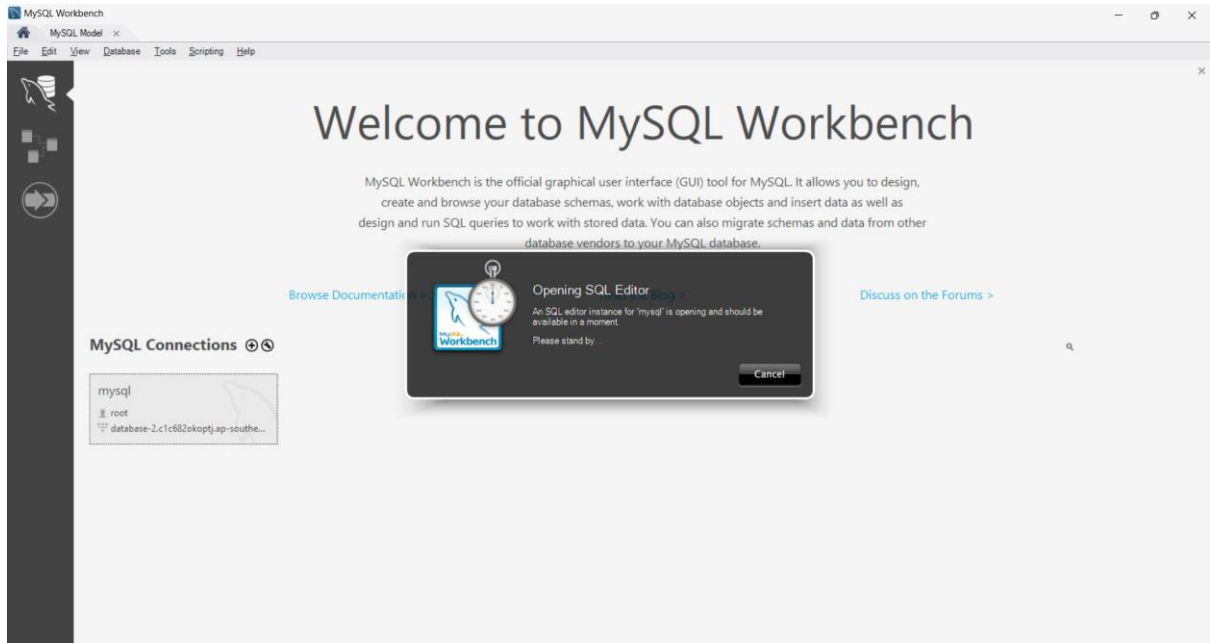 MySQL Workbench
MySQL Model
File Edit View Database Tools Scripting Help
Welcome to MySQL Workbench
MySQL Workbench is the official graphical user interface (GUI) tool for MySQL. It allows you to design,
create and browse your database schemas, work with database objects and insert data as well as
design and run SQL queries to work with stored data. You can also migrate schemas and data from other
database vendors to your MySQL database.
Browse Documentation >
Blog >
Discuss on the Forums >
Opening SQL Editor
An SQL editor instance for 'mysql' is opening and should be
available in a moment.
Please stand by...
Workbench
Cancel
MySQL Connections
mysql
root
database-2.c1c682okoptj.ap-southe...